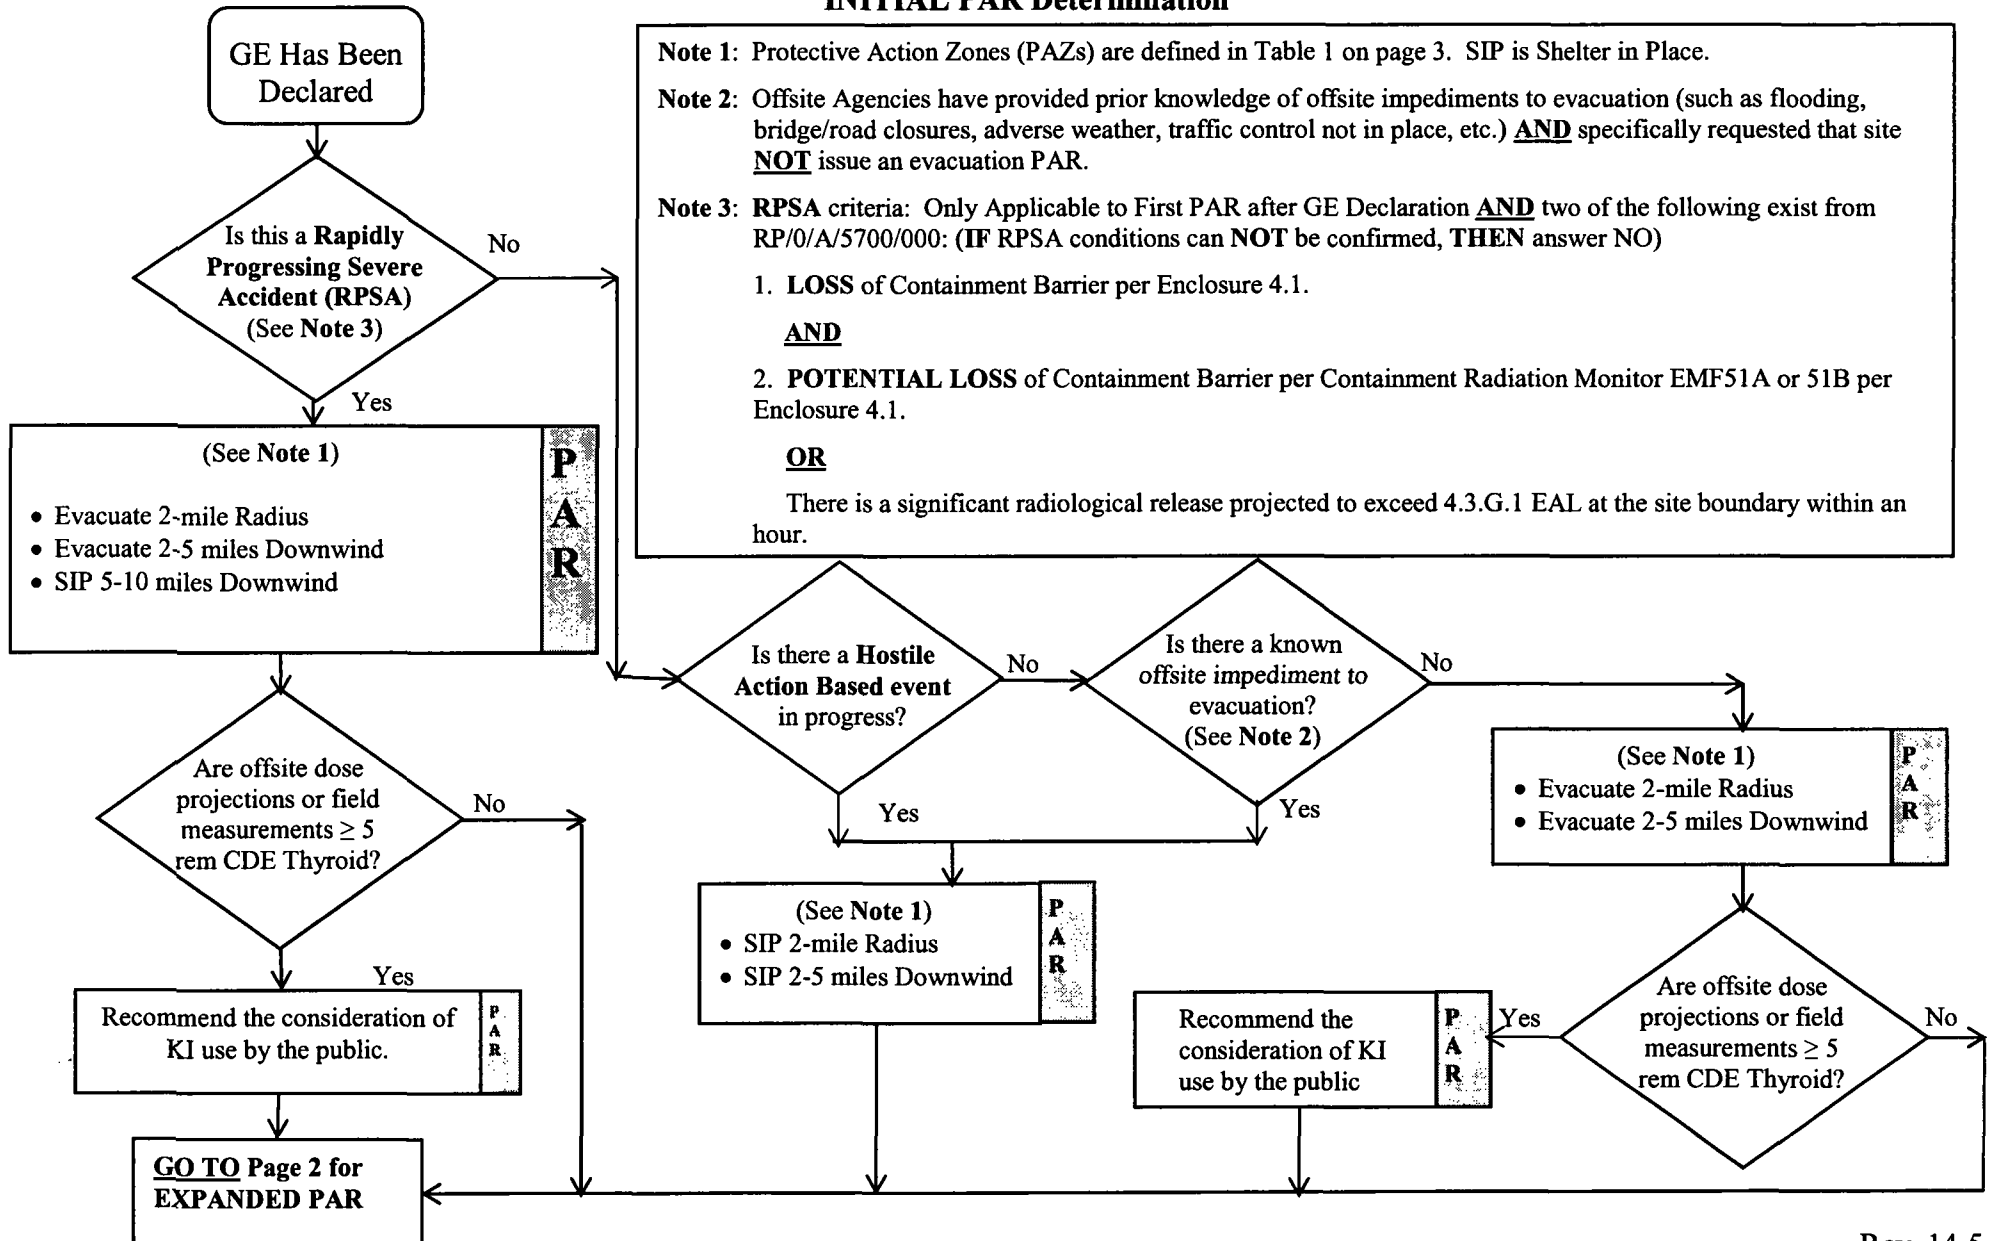 INITIAL PAR Determination
GE Has Been
Declared
Note 1: Protective Action Zones (PAZs) are defined in Table 1 on page 3. SIP is Shelter in Place.
Note 2: Offsite Agencies have provided prior knowledge of offsite impediments to evacuation (such as flooding,
bridge/road closures, adverse weather, traffic control not in place, etc.) AND specifically requested that site
NOT issue an evacuation PAR.
Note 3: RPSA criteria: Only Applicable to First PAR after GE Declaration AND two of the following exist from
RP/0/A/5700/000: (IF RPSA conditions can NOT be confirmed, THEN answer NO)
1. LOSS of Containment Barrier per Enclosure 4.1.
AND
2. POTENTIAL LOSS of Containment Barrier per Containment Radiation Monitor EMF51A or 51B per
Enclosure 4.1.
OR
There is a significant radiological release projected to exceed 4.3.G.1 EAL at the site boundary within an
hour.
Is this a Rapidly
Progressing Severe
Accident (RPSA)
(See Note 3)
No
Yes
(See Note 1)
• Evacuate 2-mile Radius
• Evacuate 2-5 miles Downwind
• SIP 5-10 miles Downwind
P
A
R
Are offsite dose
projections or field
measurements ≥ 5
rem CDE Thyroid?
No
Yes
Recommend the consideration of
KI use by the public.
P
A
R
GO TO Page 2 for
EXPANDED PAR
Is there a Hostile
Action Based event
in progress?
No
Yes
Is there a known
offsite impediment to
evacuation?
(See Note 2)
No
Yes
(See Note 1)
• SIP 2-mile Radius
• SIP 2-5 miles Downwind
P
A
R
(See Note 1)
• Evacuate 2-mile Radius
• Evacuate 2-5 miles Downwind
P
A
R
Are offsite dose
projections or field
measurements ≥ 5
rem CDE Thyroid?
Yes
No
Recommend the
consideration of KI
use by the public
P
A
R
Rev. 14-5